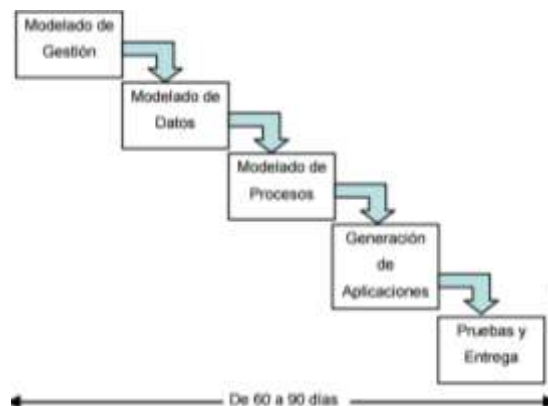 Modelado de
Gestión
Modelado de
Datos
Modelado de
Procesos
Generación
de
Aplicaciones
Pruebas y
Entrega
De 60 a 90 días